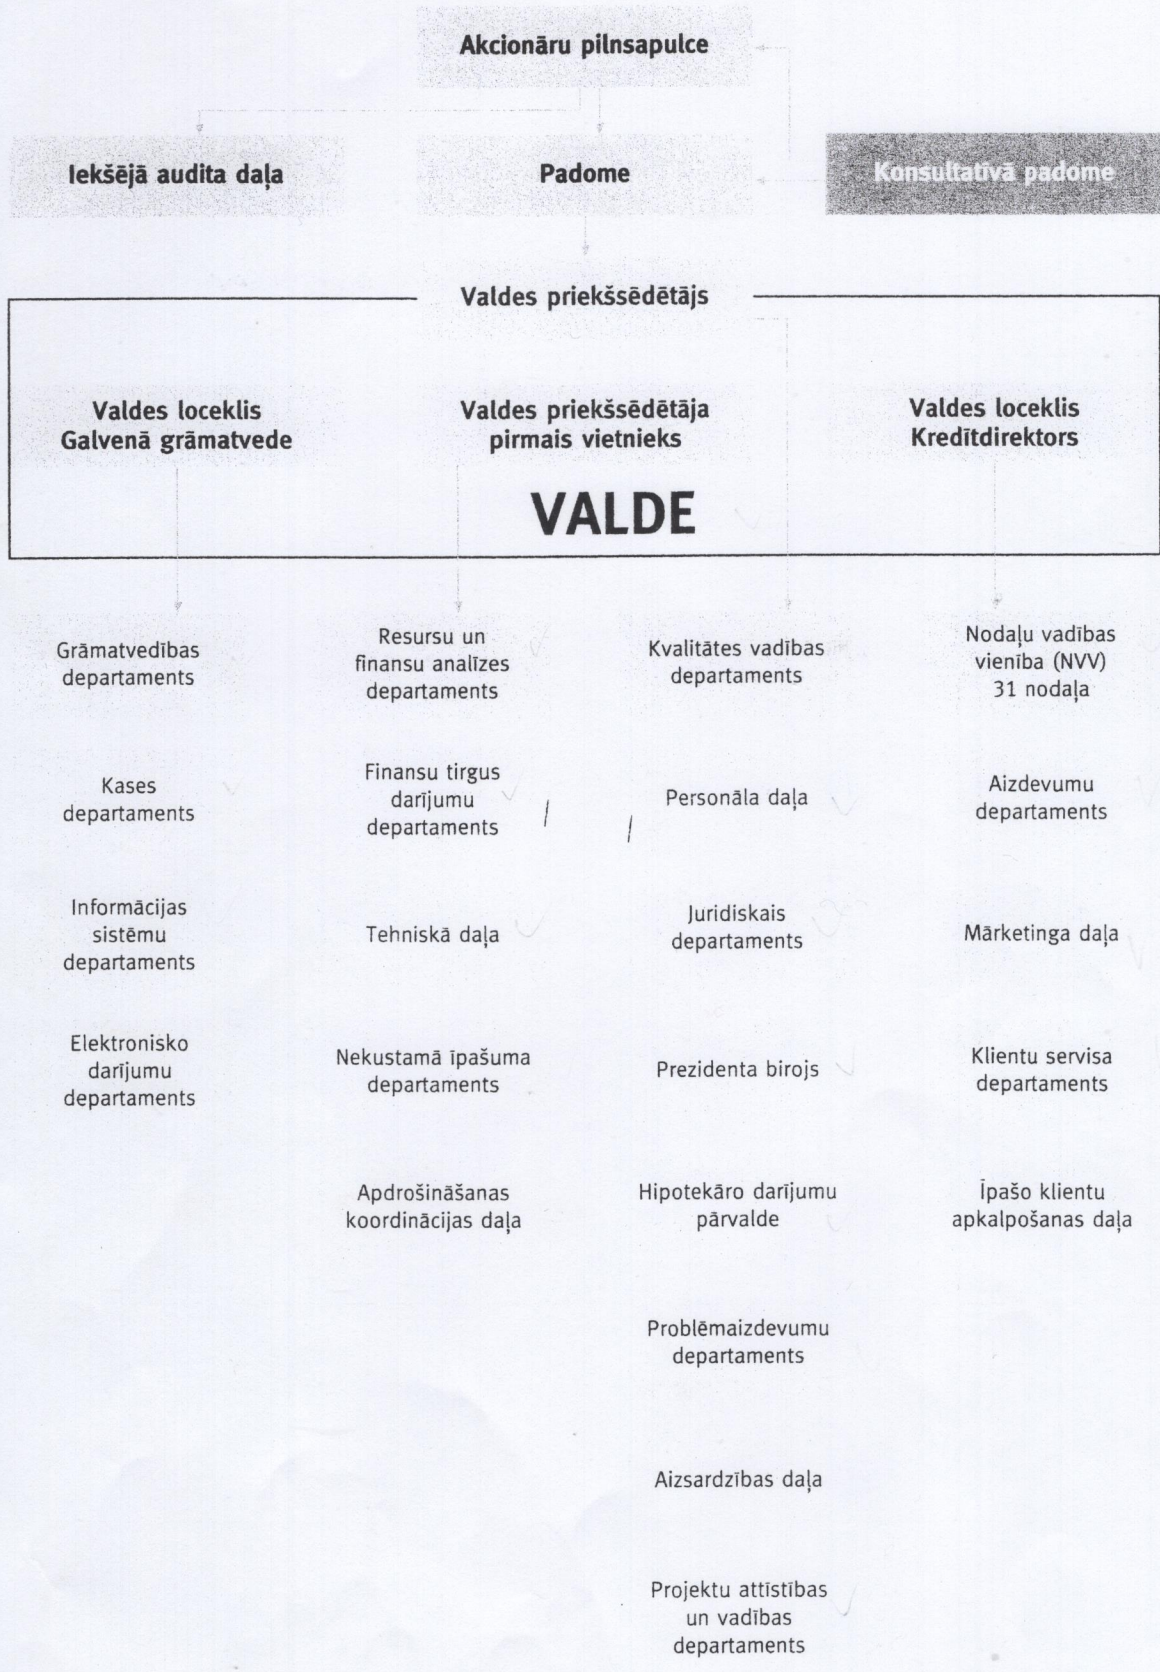 Akcionāru pilnsapulce
Iekšējā audita daļa
Padome
Konsultatīvā padome
Valdes priekšsēdētājs
Valdes loceklis
Galvenā grāmatvede
Valdes priekšsēdētāja
pirmais vietnieks
Valdes loceklis
Kredītdirektors
VALDE
Grāmatvedības
departaments
Resursu un
finansu analīzes
departaments
Kvalitātes vadības
departaments
Nodaļu vadības
vienība (NVV)
31 nodaļa
Kases
departaments
Finansu tirgus
darījumu
departaments
Personāla daļa
Aizdevumu
departaments
Informācijas
sistēmu
departaments
Tehniskā daļa
Juridiskais
departaments
Mārketinga daļa
Elektronisko
darījumu
departaments
Nekustamā īpašuma
departaments
Prezidenta birojs
Klientu servisa
departaments
Apdrošināšanas
koordinācijas daļa
Hipotekāro darījumu
pārvalde
Īpašo klientu
apkalpošanas daļa
Problēmaizdevumu
departaments
Aizsardzības daļa
Projektu attīstības
un vadības
departaments